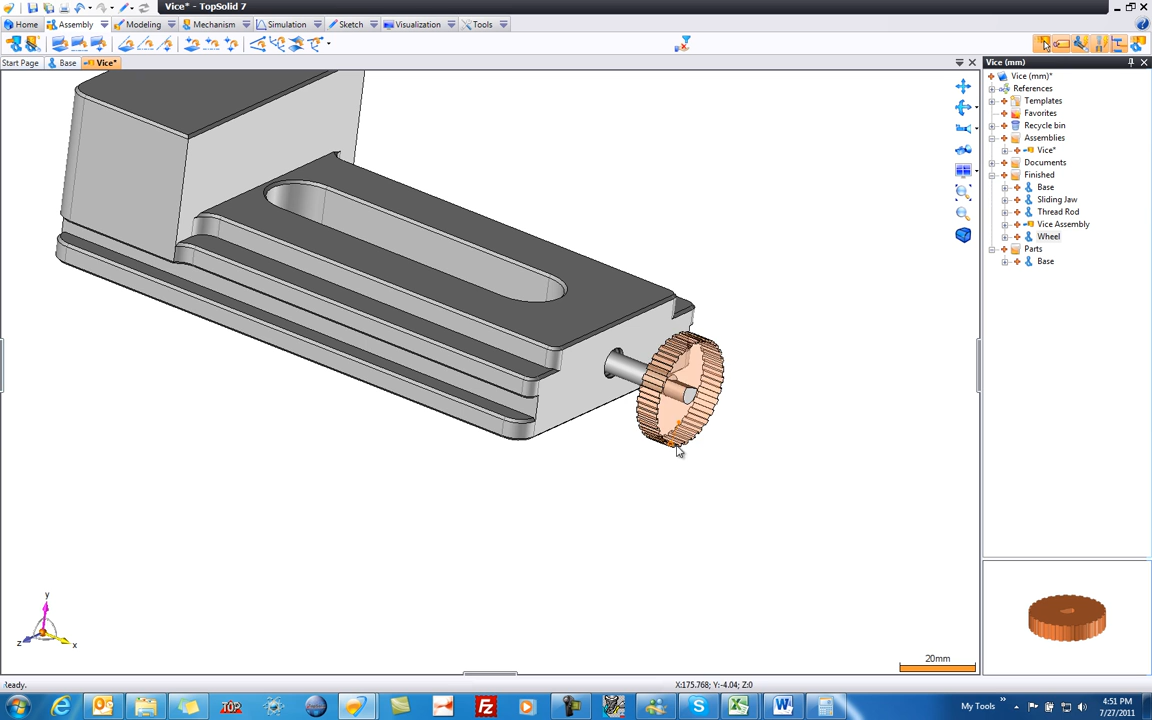 Vice* - TopSolid 7
Home Assembly Modeling Mechanism Simulation Sketch Visualization Tools
Start Page Base Vice*
Vice (mm)
Vice (mm)*
References
Templates
Favorites
Recycle bin
Assemblies
Vice*
Documents
Finished
Base
Sliding Jaw
Thread Rod
Vice Assembly
Wheel
Parts
Base
y
z
x
20mm
Ready.
X:175.768; Y:-4.04; Z:0
TOP
My Tools
4:51 PM
7/27/2011